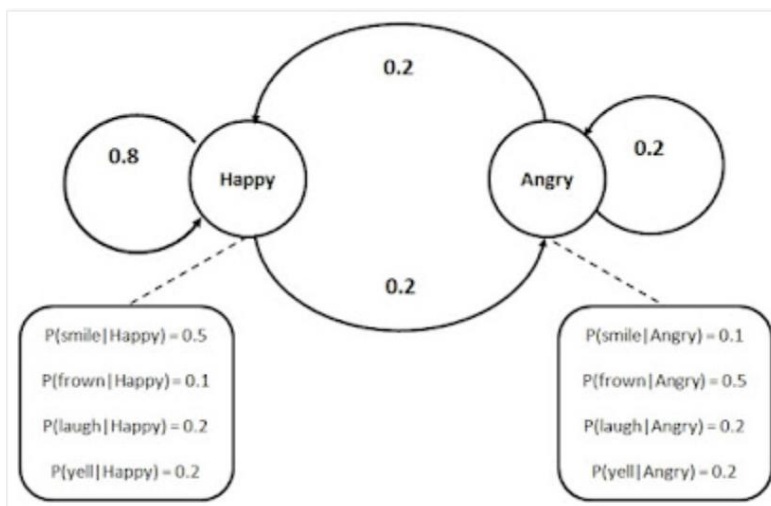 0.2
0.8
Happy
Angry
0.2
0.2
P(smile|Happy) = 0.5
P(frown|Happy) = 0.1
P(laugh|Happy) = 0.2
P(yell|Happy) = 0.2
P(smile|Angry) = 0.1
P(frown|Angry) = 0.5
P(laugh|Angry) = 0.2
P(yell|Angry) = 0.2